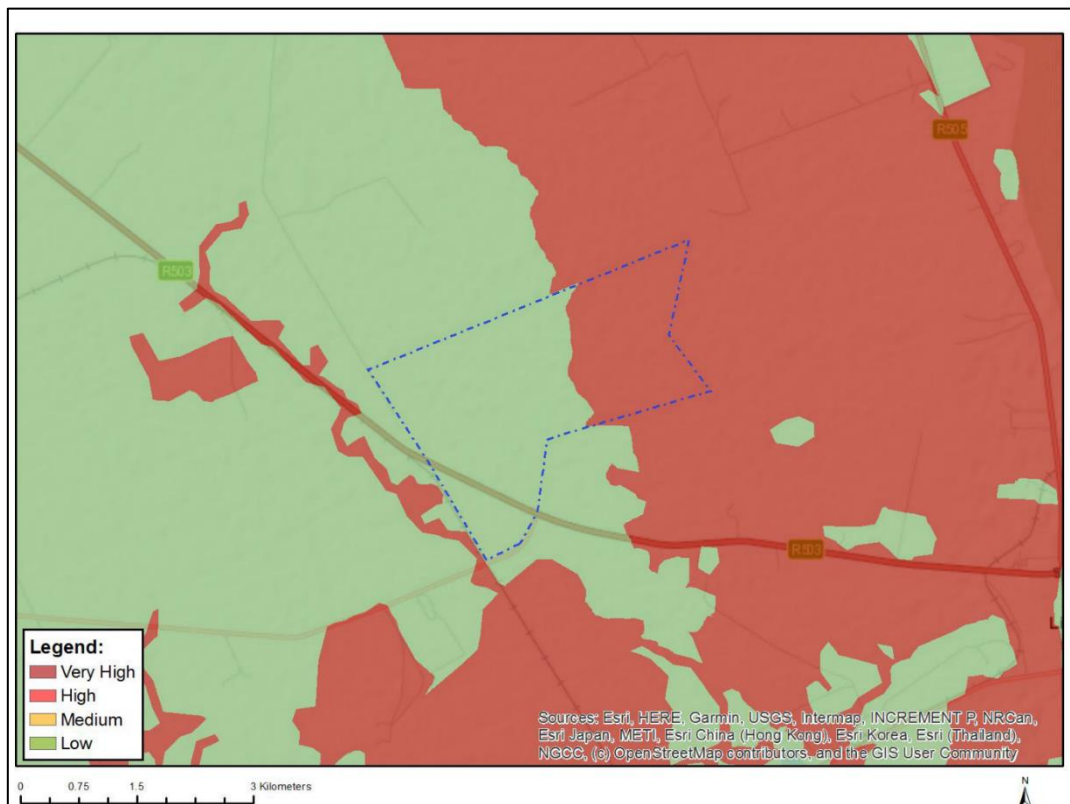 R505
R503
R503
S
L
Legend:
Very High
High
Medium
Low
Sources: Esri, HERE, Garmin, USGS, Intermap, INCREMENT P, NRCan,
Esri Japan, METI, Esri China (Hong Kong), Esri Korea, Esri (Thailand),
NGCC, (c) OpenStreetMap contributors, and the GIS User Community
0 0.75 1.5 3 Kilometers
N